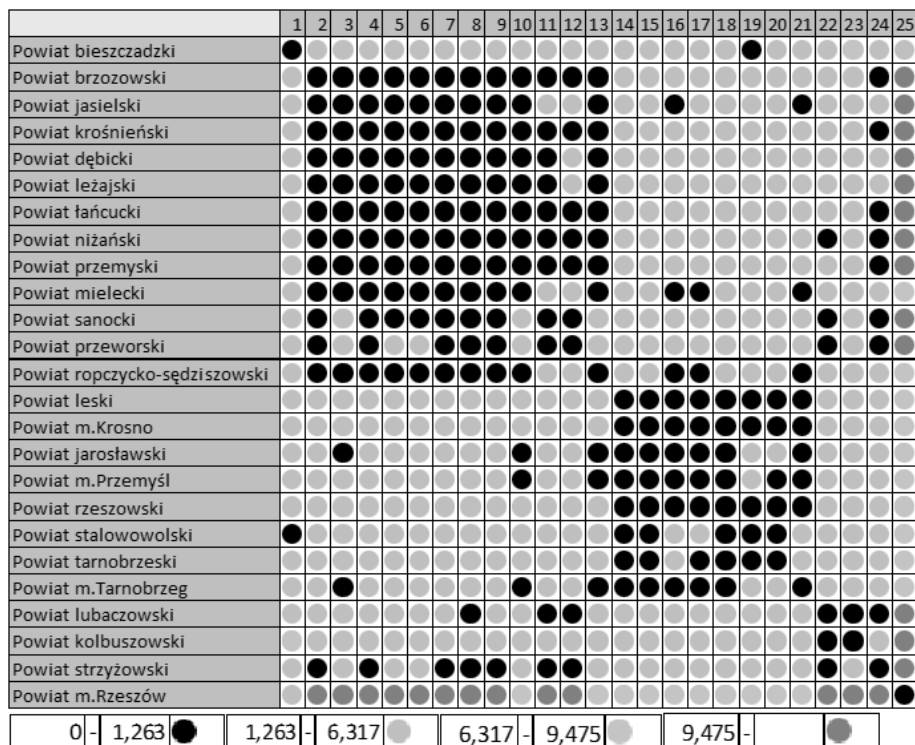 1 2 3 4 5 6 7 8 9 10 11 12 13 14 15 16 17 18 19 20 21 22 23 24 25
Powiat bieszczadzki
Powiat brzozowski
Powiat jasielski
Powiat krośnieński
Powiat dębicki
Powiat leżajski
Powiat łańcucki
Powiat niżański
Powiat przemyski
Powiat mielecki
Powiat sanocki
Powiat przeworski
Powiat ropczycko-sędziszowski
Powiat leski
Powiat m.Krosno
Powiat jarosławski
Powiat m.Przemyśl
Powiat rzeszowski
Powiat stalowowolski
Powiat tarnobrzeski
Powiat m.Tarnobrzeg
Powiat lubaczowski
Powiat kolbuszowski
Powiat strzyżowski
Powiat m.Rzeszów
0 - 1,263 1,263 - 6,317 6,317 - 9,475 9,475 -